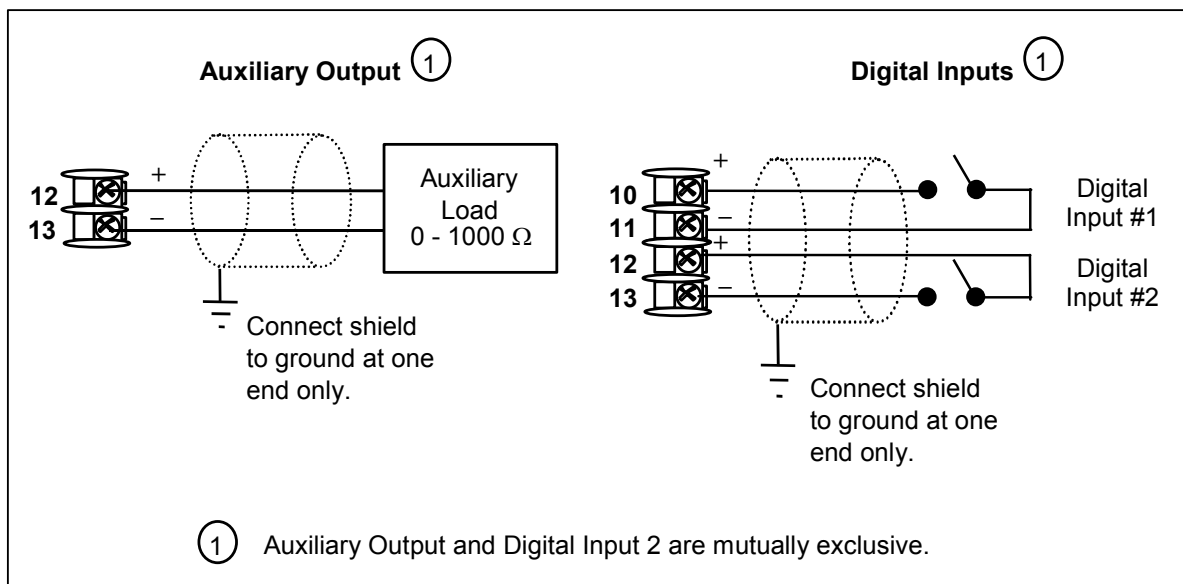 Auxiliary Output 1
12
13
+
–
Auxiliary
Load
0 - 1000 Ω
Connect shield
to ground at one
end only.
Digital Inputs 1
10
11
12
13
+
–
+
–
Digital
Input #1
Digital
Input #2
Connect shield
to ground at one
end only.
1 Auxiliary Output and Digital Input 2 are mutually exclusive.